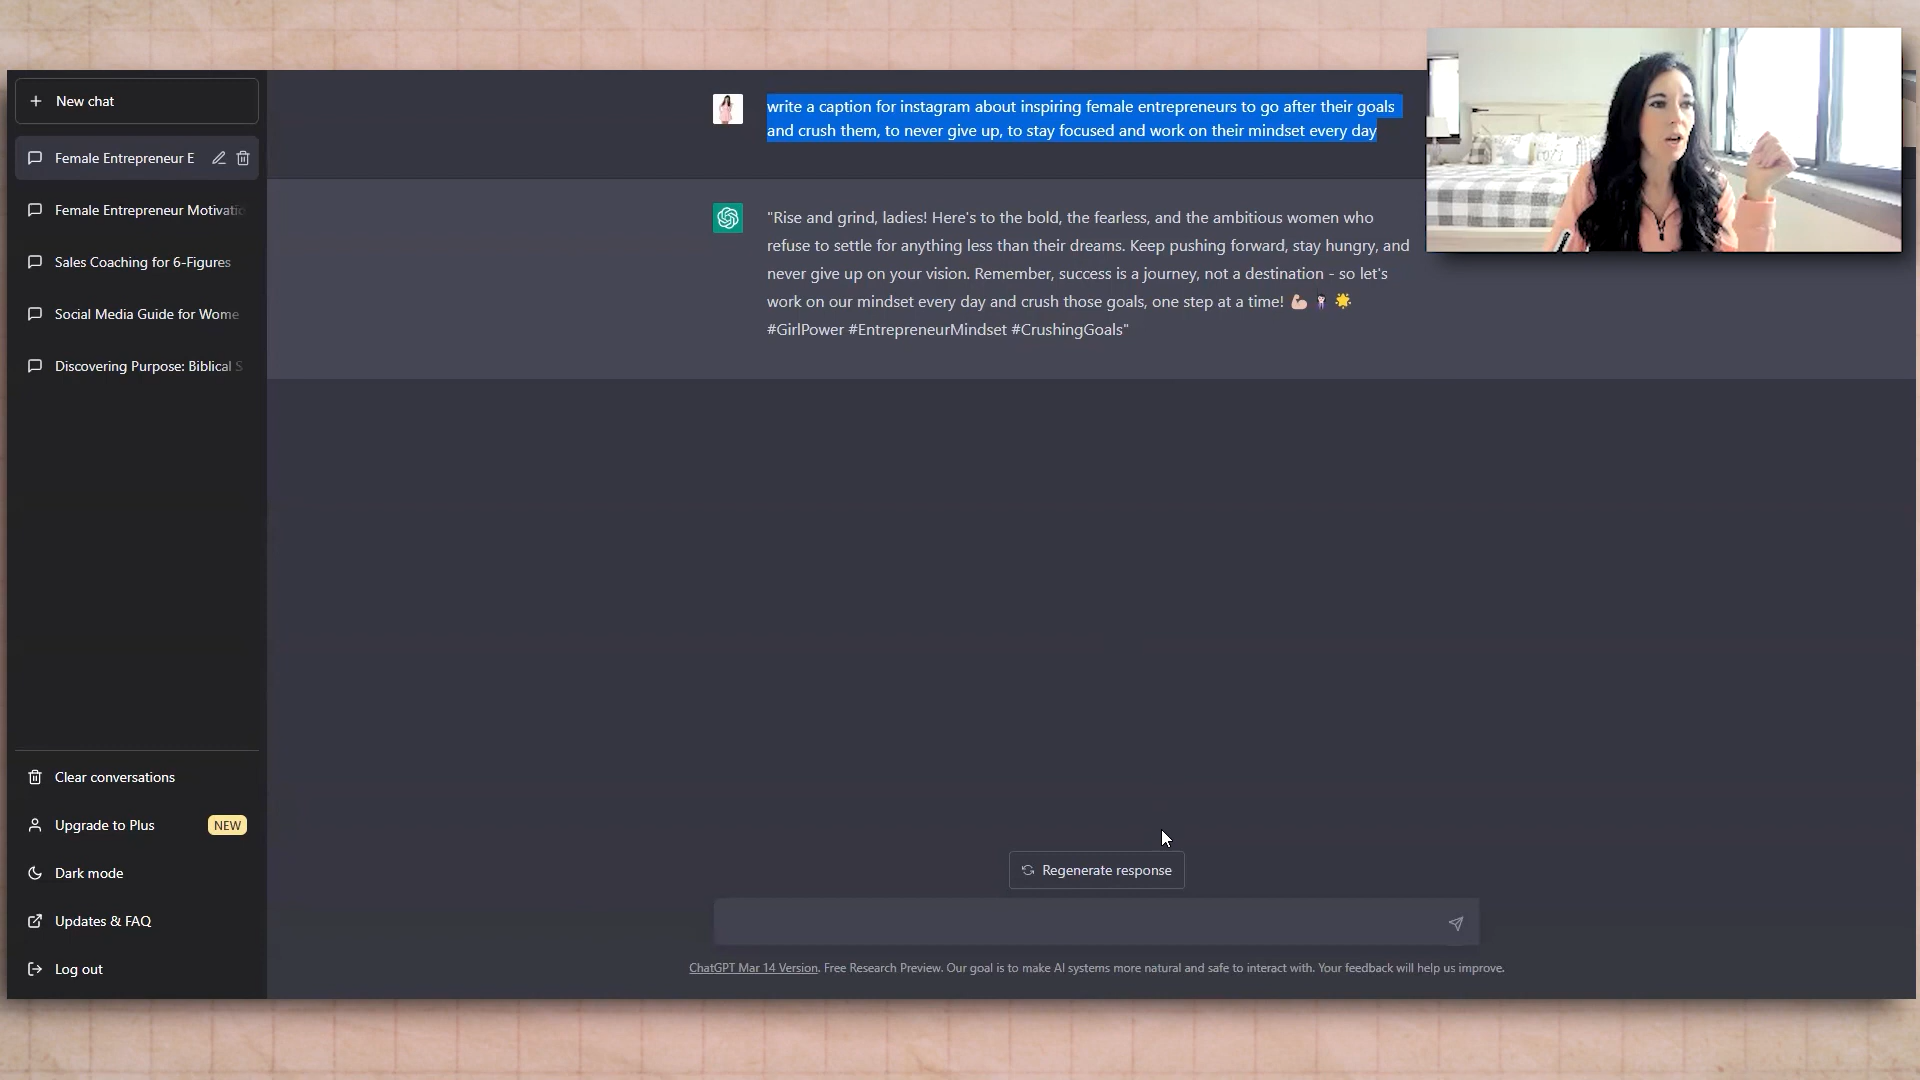 New chat
Female Entrepreneur E
Female Entrepreneur Motivatio
Sales Coaching for 6-Figures
Social Media Guide for Wome
Discovering Purpose: Biblical S
Clear conversations
Upgrade to Plus NEW
Dark mode
Updates & FAQ
Log out
write a caption for instagram about inspiring female entrepreneurs to go after their goals
and crush them, to never give up, to stay focused and work on their mindset every day
"Rise and grind, ladies! Here's to the bold, the fearless, and the ambitious women who
refuse to settle for anything less than their dreams. Keep pushing forward, stay hungry, and
never give up on your vision. Remember, success is a journey, not a destination - so let's
work on our mindset every day and crush those goals, one step at a time! 💪🏻 👩🏻‍💼 🌟
#GirlPower #EntrepreneurMindset #CrushingGoals"
Regenerate response
ChatGPT Mar 14 Version. Free Research Preview. Our goal is to make AI systems more natural and safe to interact with. Your feedback will help us improve.